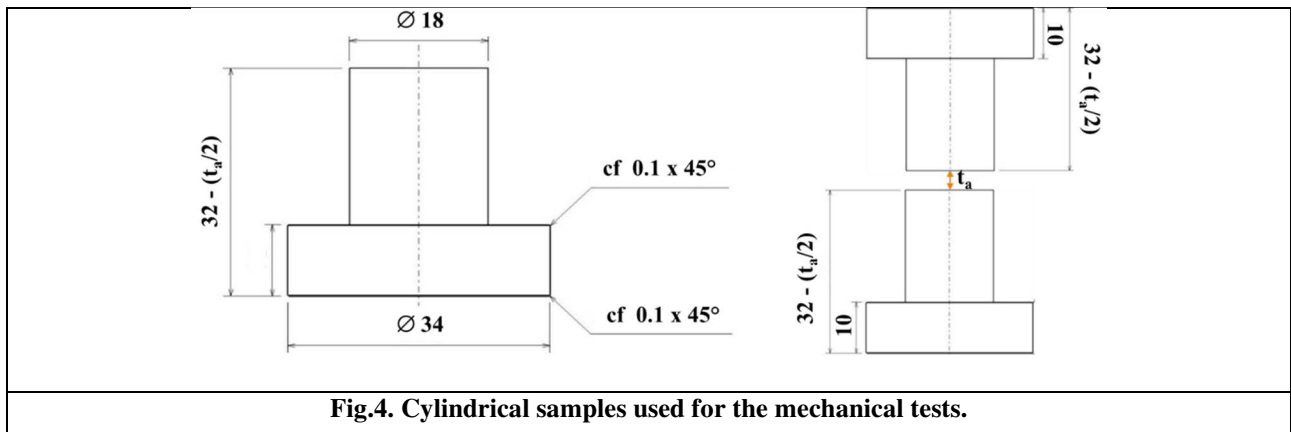 ∅ 18
32 - (tₐ/2)
cf 0.1 x 45°
cf 0.1 x 45°
∅ 34
10
32 - (tₐ/2)
tₐ
32 - (tₐ/2)
10
Fig.4. Cylindrical samples used for the mechanical tests.